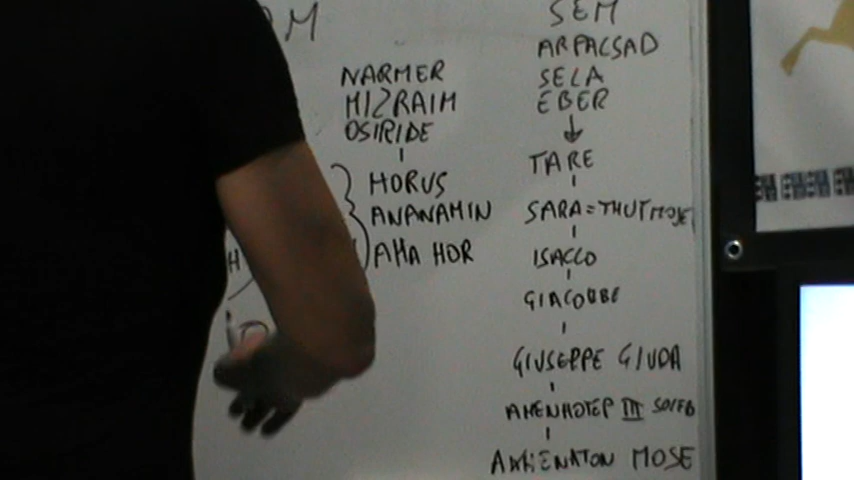 NARMER
MIZRAIM
OSIRIDE
HORUS
ANANAMIN
AHA HOR
SEM
ARPACSAD
SELA
EBER
TARE
SARA = THUTMOSE
ISACCO
GIACOBBE
GIUSEPPE GIUDA
AMENHOTEP III
AKHENATON MOSE